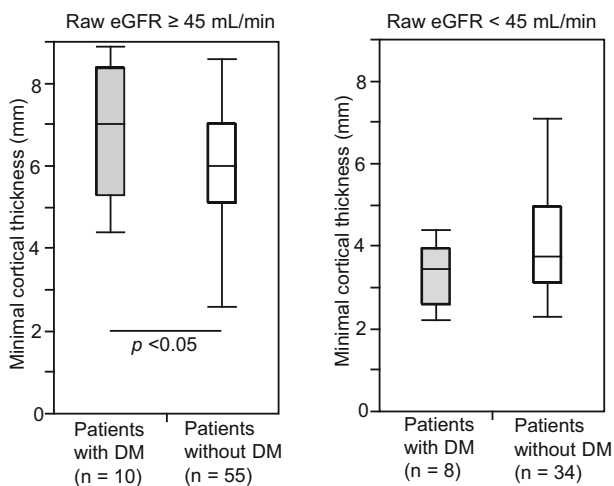 Raw eGFR ≥ 45 mL/min
Minimal cortical thickness (mm)
8
6
4
2
0
p <0.05
Patients
with DM
(n = 10)
Patients
without DM
(n = 55)
Raw eGFR < 45 mL/min
Minimal cortical thickness (mm)
8
6
4
2
0
Patients
with DM
(n = 8)
Patients
without DM
(n = 34)